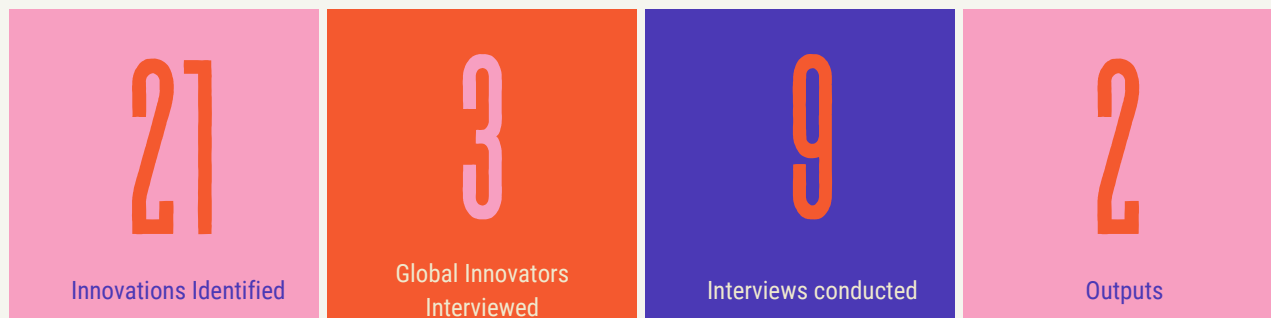 21
Innovations Identified
3
Global Innovators
Interviewed
9
Interviews conducted
2
Outputs